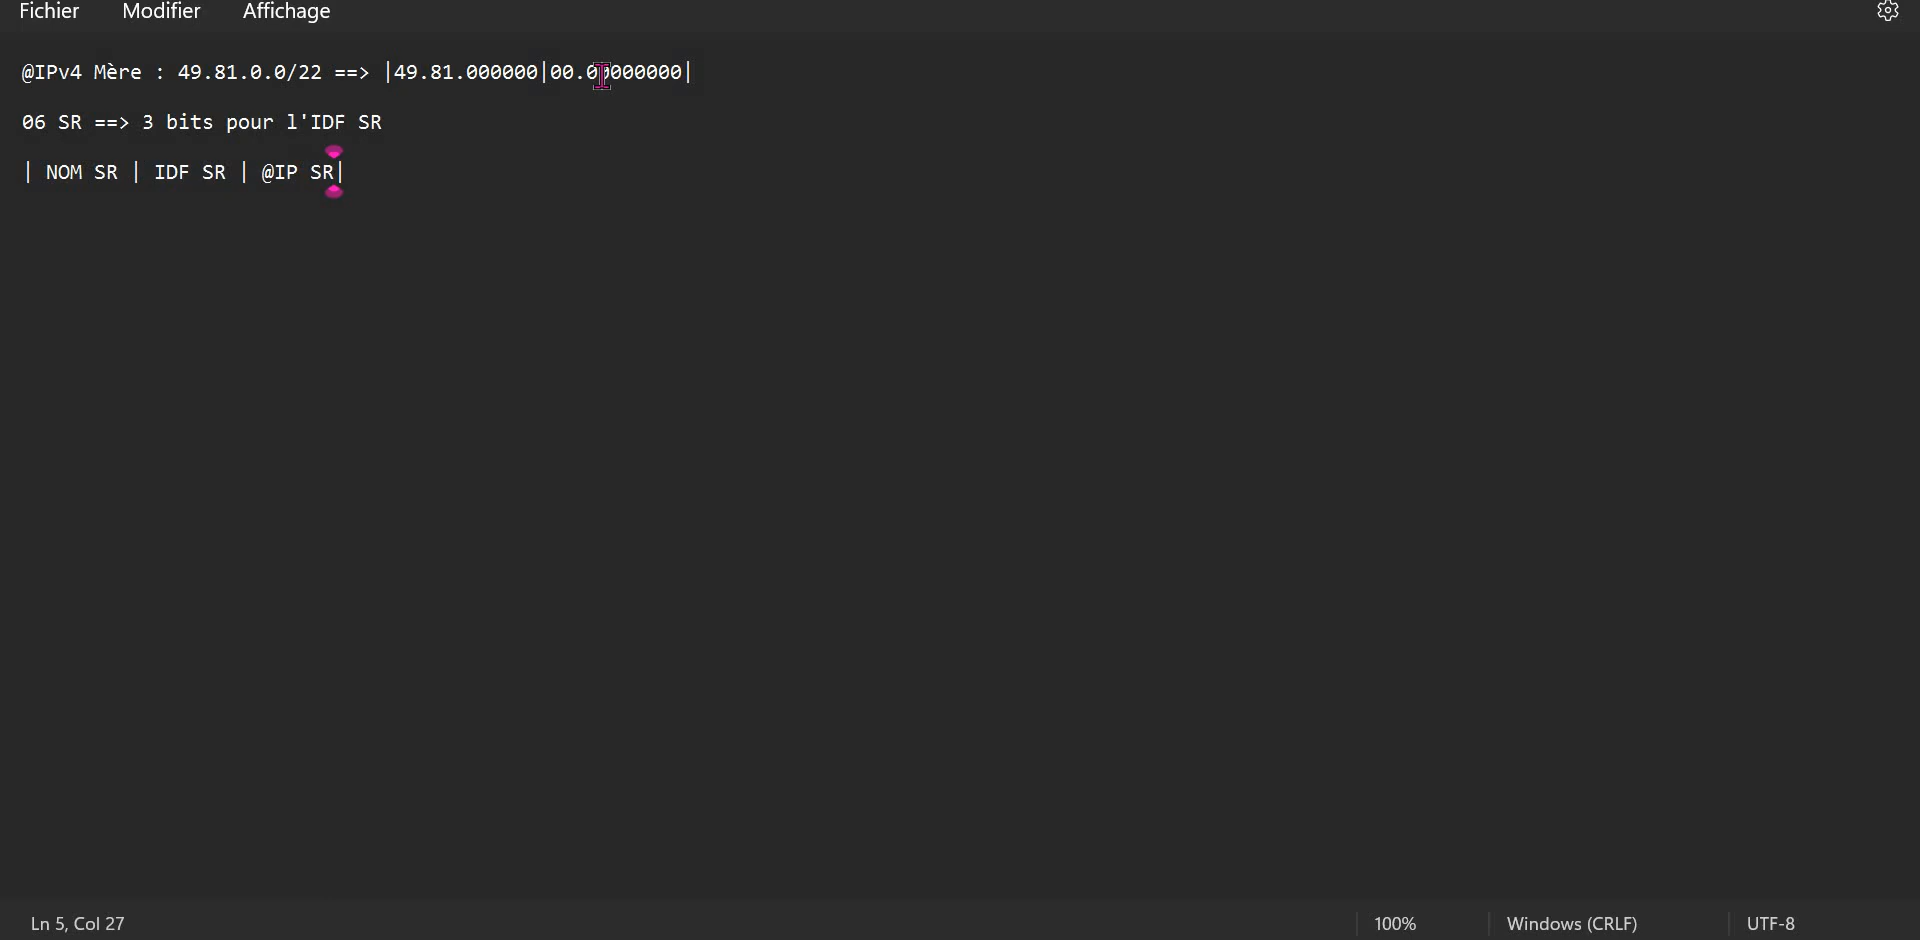 Fichier Modifier Affichage
@IPv4 Mère : 49.81.0.0/22 ==> |49.81.000000|00.00000000|
06 SR ==> 3 bits pour l'IDF SR
| NOM SR | IDF SR | @IP SR|
Ln 5, Col 27 100% Windows (CRLF) UTF-8